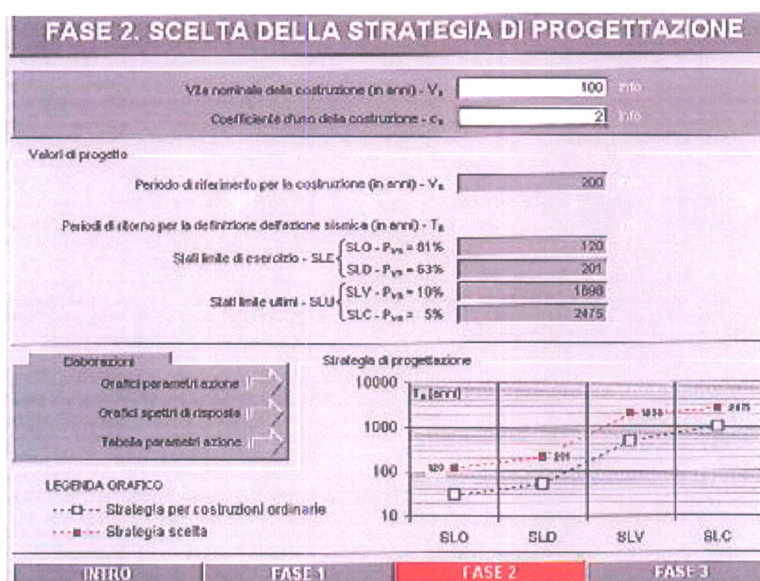 FASE 2. SCELTA DELLA STRATEGIA DI PROGETTAZIONE
Vita nominale della costruzione (in anni) - VN 100 info
Coefficiente d'uso della costruzione - cU 2 info
Valori di progetto
Periodo di riferimento per la costruzione (in anni) - VR 200
Periodi di ritorno per la definizione dell'azione sismica (in anni) - TR
Stati limite di esercizio - SLE
SLO - PVR = 81% 120
SLD - PVR = 63% 201
Stati limite ultimi - SLU
SLV - PVR = 10% 1898
SLC - PVR = 5% 2475
Elaborazioni
Grafici parametri azione
Grafici spettri di risposta
Tabella parametri azione
Strategia di progettazione
TR [anni]
10000
1000
100
10
120
201
1898
2475
SLO SLD SLV SLC
LEGENDA GRAFICO
Strategia per costruzioni ordinarie
Strategia scelta
INTRO FASE 1 FASE 2 FASE 3